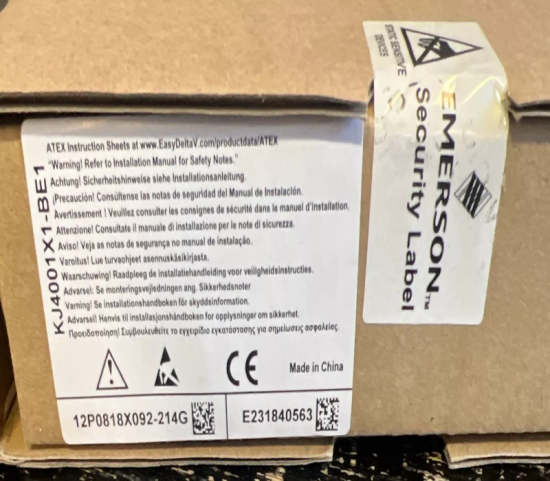 STATIC SENSITIVE
DEVICES
EMERSON™
Security Label
KJ4001X1-BE1
ATEX Instruction Sheets at www.EasyDeltaV.com/productdata/ATEX
"Warning! Refer to Installation Manual for Safety Notes."
Achtung! Sicherheitshinweise siehe Installationsanleitung.
¡Precaución! Consúltense las notas de seguridad del Manual de Instalación.
Avertissement ! Veuillez consulter les consignes de sécurité dans le manuel d'installation.
Attenzione! Consultate il manuale di installazione per le note di sicurezza.
Aviso! Veja as notas de segurança no manual de instalação.
Varoitus! Lue turvaohjeet asennuskäsikirjasta.
Waarschuwing! Raadpleeg de installatiehandleiding voor veiligheidsinstructies.
Advarsel: Se monteringsvejledningen ang. Sikkerhedsnoter
Varning! Se installationshandboken för skyddsinformation.
Advarsel! Henvis til installasjonshåndboken for opplysninger om sikkerhet.
Προειδοποίηση! Συμβουλευθείτε το εγχειρίδιο εγκατάστασης για σημειώσεις ασφαλείας.
CE
Made in China
12P0818X092-214G
E231840563